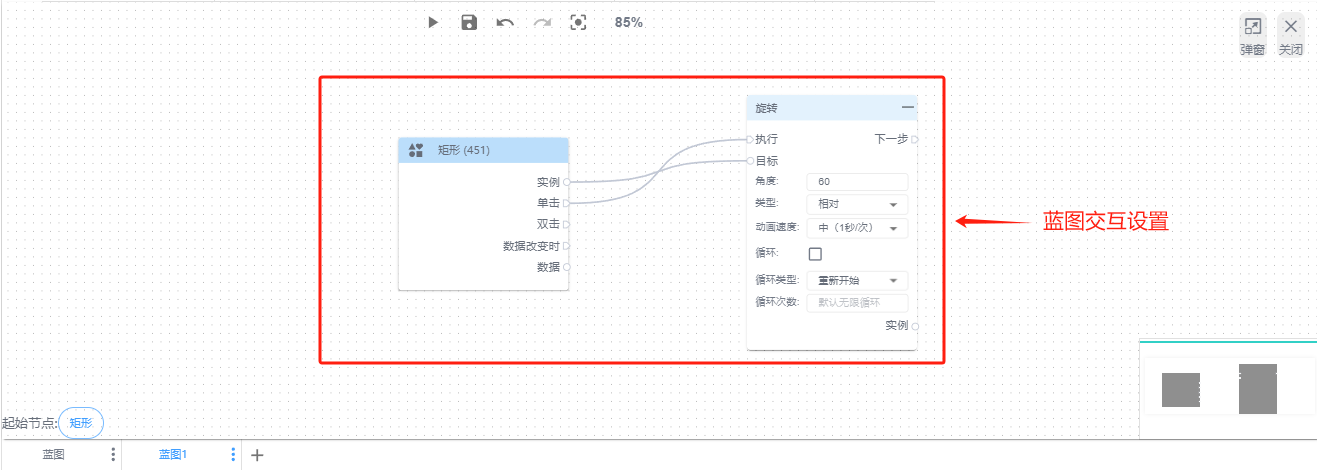 85%
弹窗 关闭
旋转
执行 下一步
矩形 (451)
目标
实例
角度: 60
单击
类型: 相对
双击
动画速度: 中（1秒/次）
蓝图交互设置
数据改变时
循环:
数据
循环类型: 重新开始
循环次数: 默认无限循环
实例
起始节点: 矩形
蓝图 蓝图1